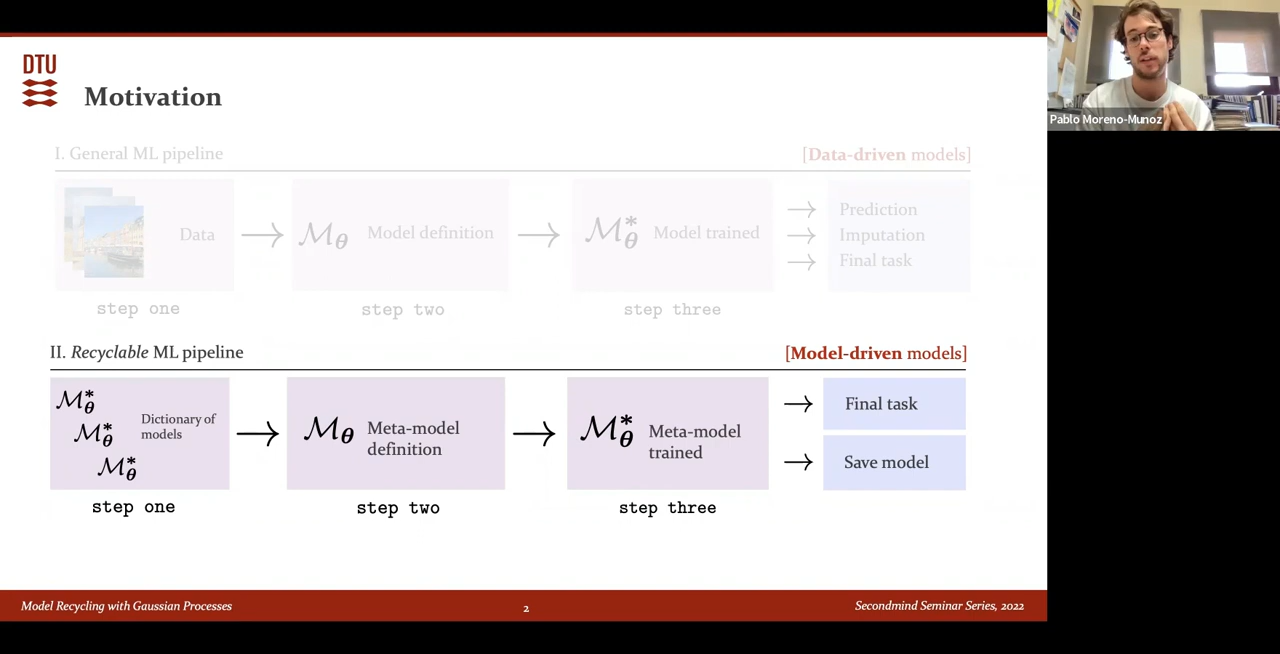 DTU
Motivation
Pablo Moreno-Munoz
I. General ML pipeline
[Data-driven models]
Data
ℳθ Model definition
ℳ*θ Model trained
Prediction
Imputation
Final task
step one
step two
step three
II. Recyclable ML pipeline
[Model-driven models]
ℳ*θ
ℳ*θ
ℳ*θ
Dictionary of
models
ℳθ
Meta-model
definition
ℳ*θ
Meta-model
trained
Final task
Save model
step one
step two
step three
Model Recycling with Gaussian Processes
2
Secondmind Seminar Series, 2022